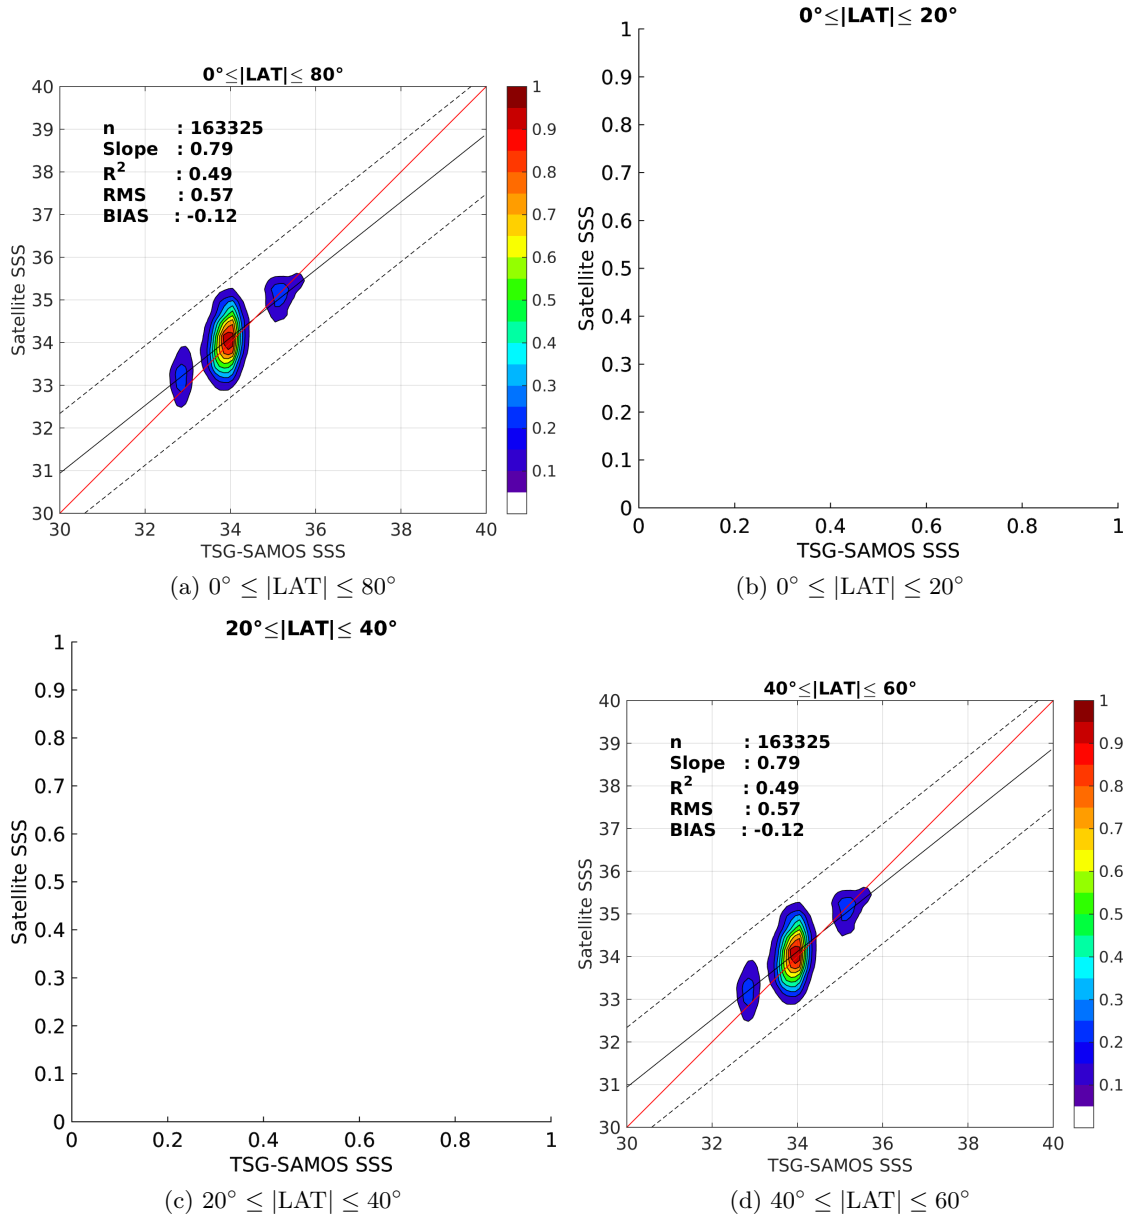 0°≤|LAT|≤ 80°
40
39
38
37
36
35
34
33
32
31
30
Satellite SSS
n : 163325
Slope : 0.79
R² : 0.49
RMS : 0.57
BIAS : -0.12
30 32 34 36 38 40
TSG-SAMOS SSS
1
0.9
0.8
0.7
0.6
0.5
0.4
0.3
0.2
0.1
(a) 0° ≤ |LAT| ≤ 80°
0°≤|LAT|≤ 20°
1
0.9
0.8
0.7
0.6
0.5
0.4
0.3
0.2
0.1
0
Satellite SSS
0 0.2 0.4 0.6 0.8 1
TSG-SAMOS SSS
(b) 0° ≤ |LAT| ≤ 20°
20°≤|LAT|≤ 40°
1
0.9
0.8
0.7
0.6
0.5
0.4
0.3
0.2
0.1
0
Satellite SSS
0 0.2 0.4 0.6 0.8 1
TSG-SAMOS SSS
(c) 20° ≤ |LAT| ≤ 40°
40°≤|LAT|≤ 60°
40
39
38
37
36
35
34
33
32
31
30
Satellite SSS
n : 163325
Slope : 0.79
R² : 0.49
RMS : 0.57
BIAS : -0.12
30 32 34 36 38 40
TSG-SAMOS SSS
1
0.9
0.8
0.7
0.6
0.5
0.4
0.3
0.2
0.1
(d) 40° ≤ |LAT| ≤ 60°